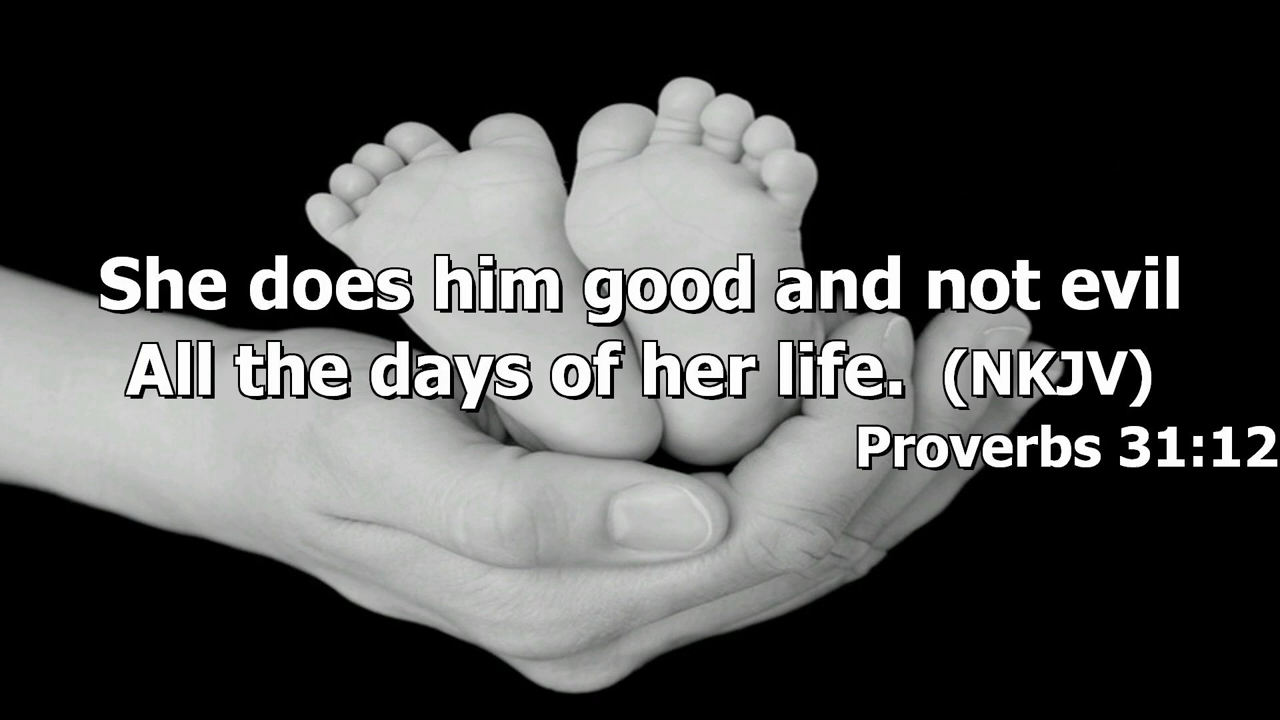 She does him good and not evil
All the days of her life. (NKJV)
Proverbs 31:12